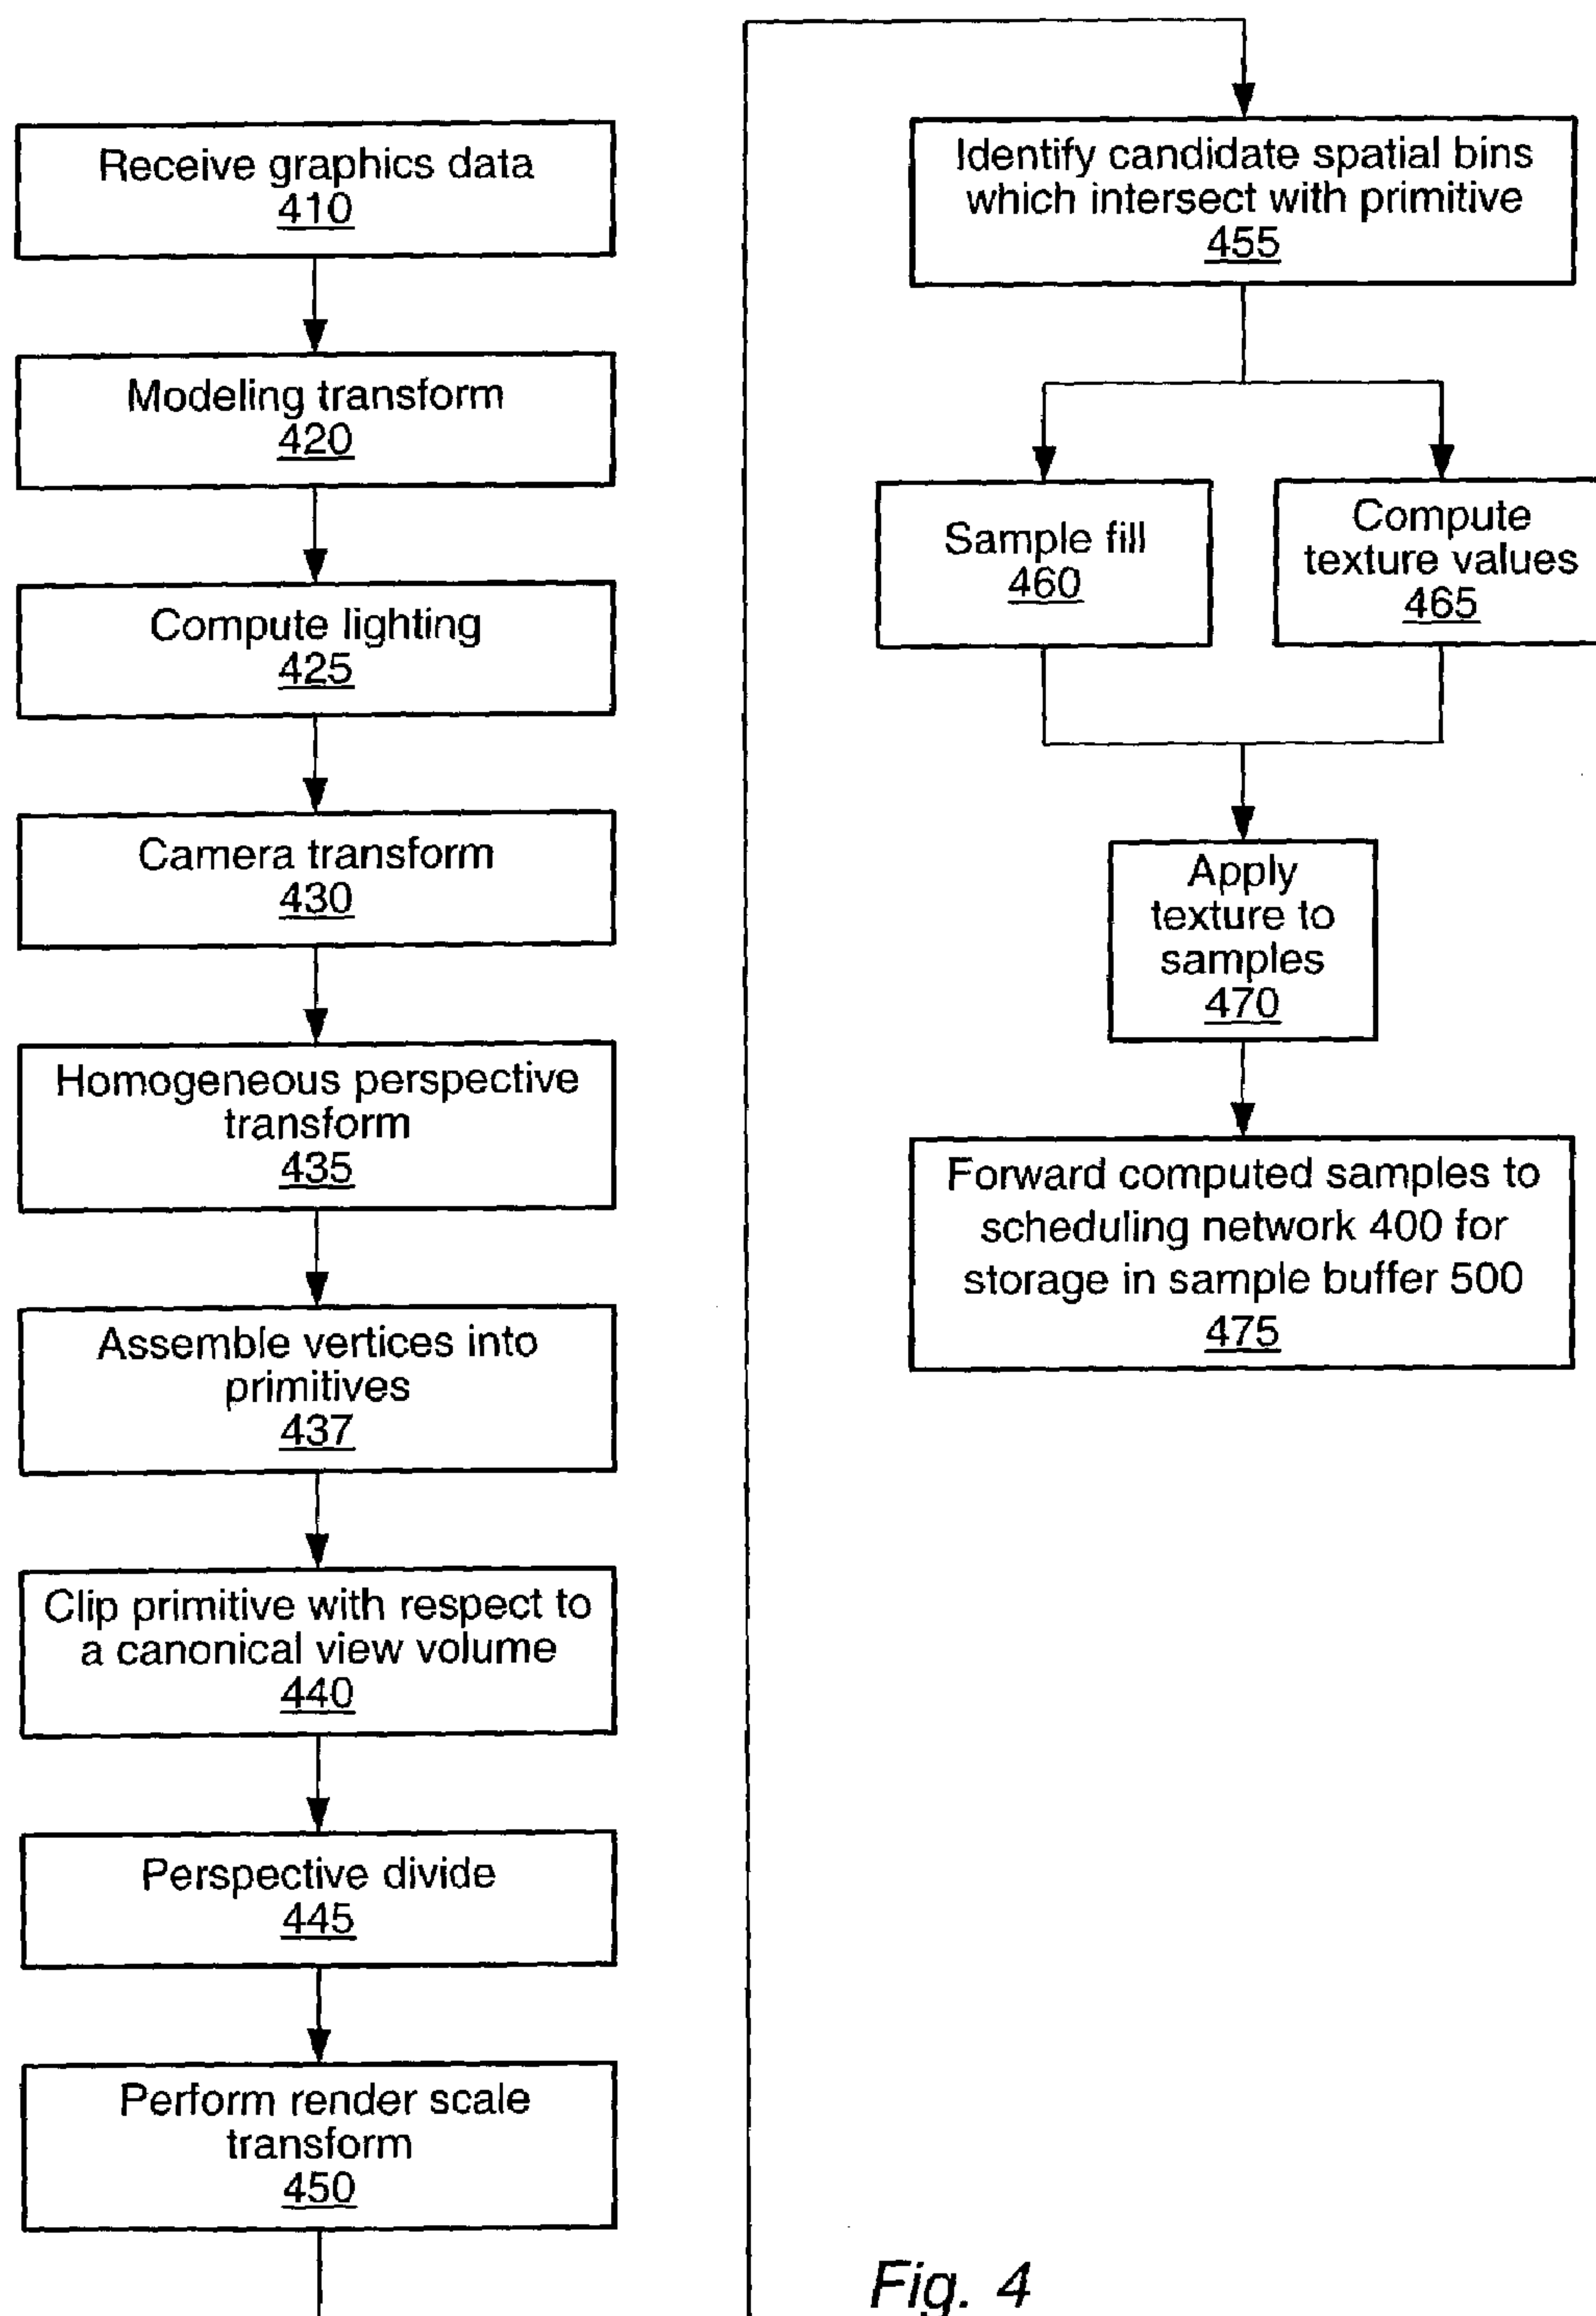 Receive graphics data
410
Modeling transform
420
Compute lighting
425
Camera transform
430
Homogeneous perspective
transform
435
Assemble vertices into
primitives
437
Clip primitive with respect to
a canonical view volume
440
Perspective divide
445
Perform render scale
transform
450
Identify candidate spatial bins
which intersect with primitive
455
Sample fill
460
Compute
texture values
465
Apply
texture to
samples
470
Forward computed samples to
scheduling network 400 for
storage in sample buffer 500
475
Fig. 4